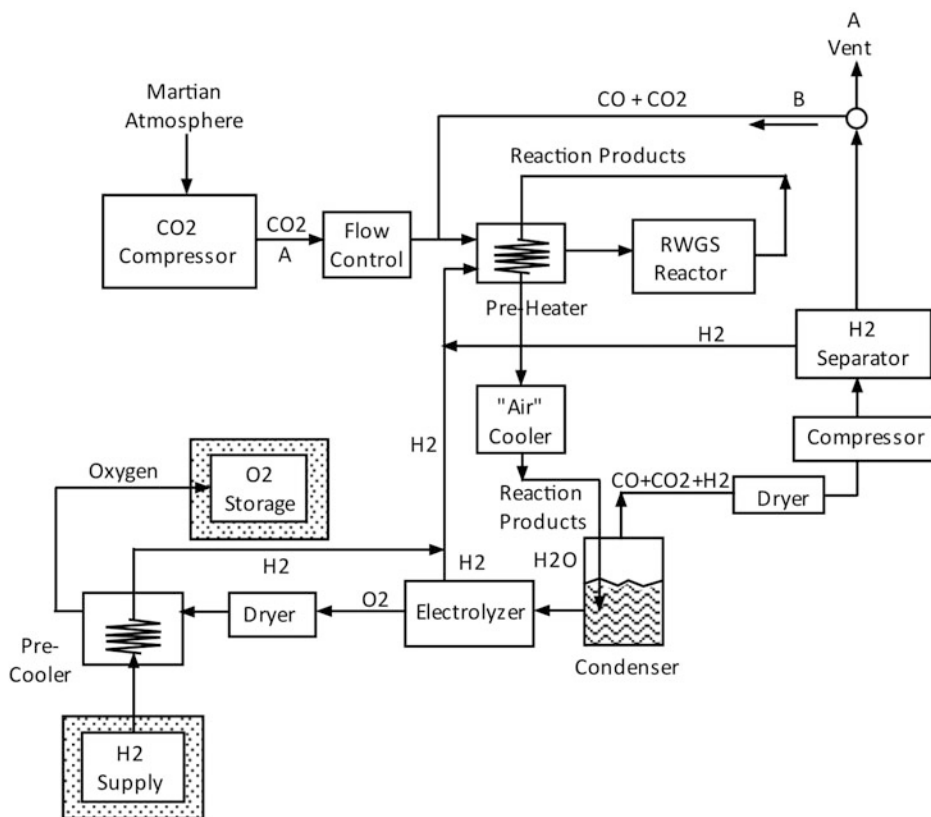 A
Vent
Martian
Atmosphere
CO + CO2
B
Reaction Products
CO2
Compressor
CO2
A
Flow
Control
RWGS
Reactor
Pre-Heater
H2
H2
Separator
"Air"
Cooler
H2
Compressor
Oxygen
O2
Storage
Reaction
Products
CO+CO2+H2
Dryer
H2
H2
H2O
O2
Dryer
Electrolyzer
Pre-
Cooler
Condenser
H2
Supply